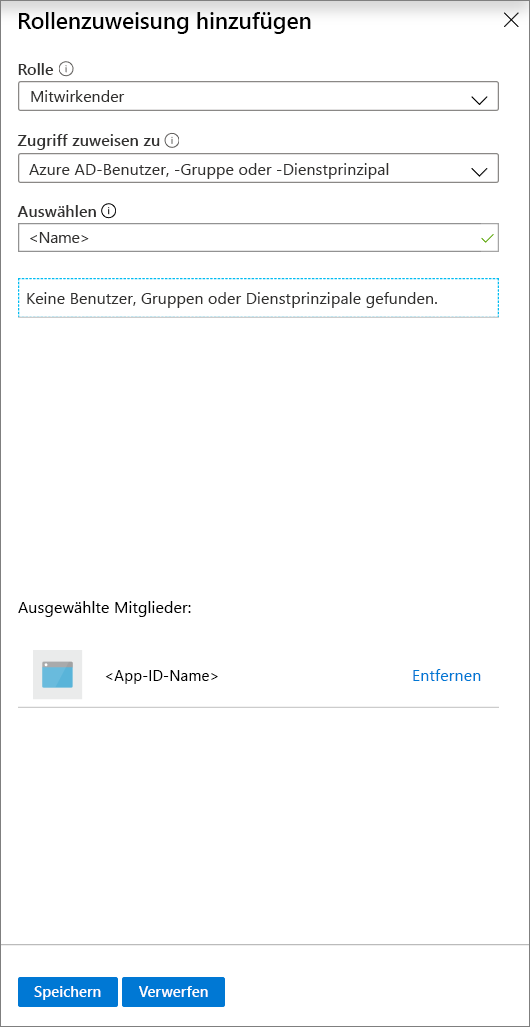 Rollenzuweisung hinzufügen
Rolle
Mitwirkender
Zugriff zuweisen zu
Azure AD-Benutzer, -Gruppe oder -Dienstprinzipal
Auswählen
<Name>
Keine Benutzer, Gruppen oder Dienstprinzipale gefunden.
Ausgewählte Mitglieder:
<App-ID-Name> Entfernen
Speichern Verwerfen